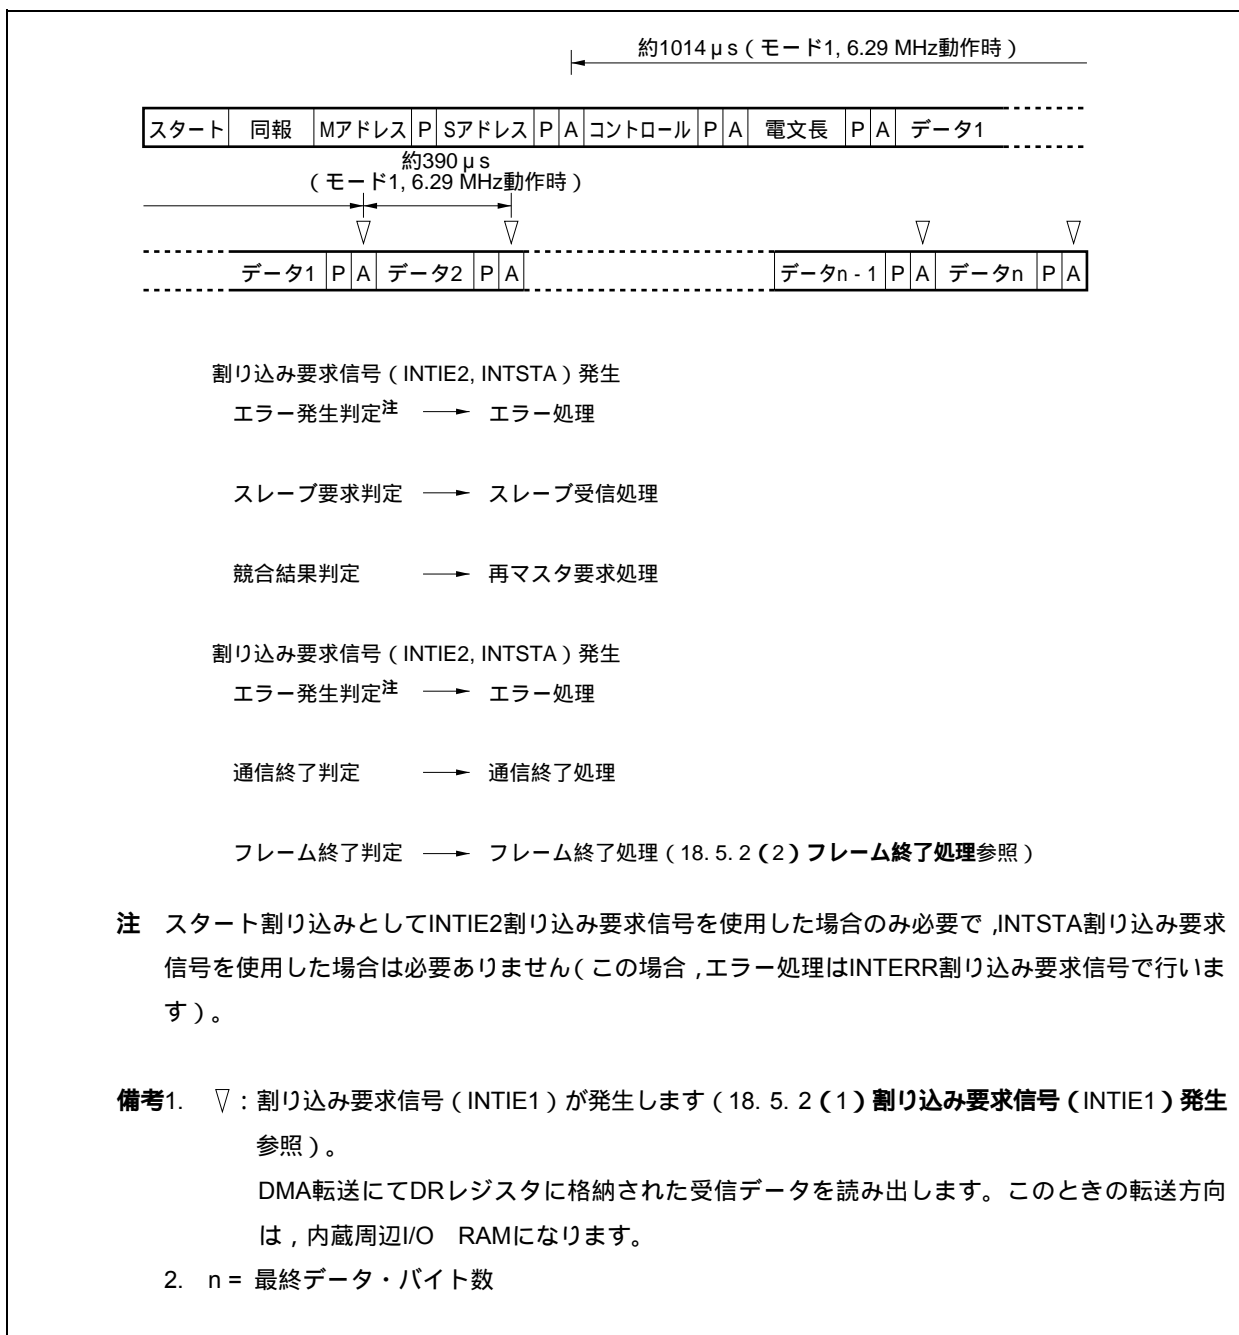 約1014μs（モード1, 6.29 MHz動作時）
スタート 同報 Mアドレス P Sアドレス P A コントロール P A 電文長 P A データ1
約390μs
（モード1, 6.29 MHz動作時）
データ1 P A データ2 P A データn - 1 P A データn P A
割り込み要求信号（INTIE2, INTSTA）発生
エラー発生判定注 → エラー処理
スレーブ要求判定 → スレーブ受信処理
競合結果判定 → 再マスタ要求処理
割り込み要求信号（INTIE2, INTSTA）発生
エラー発生判定注 → エラー処理
通信終了判定 → 通信終了処理
フレーム終了判定 → フレーム終了処理（18. 5. 2（2）フレーム終了処理参照）
注 スタート割り込みとしてINTIE2割り込み要求信号を使用した場合のみ必要で，INTSTA割り込み要求
信号を使用した場合は必要ありません（この場合，エラー処理はINTERR割り込み要求信号で行いま
す）。
備考1. ▽：割り込み要求信号（INTIE1）が発生します（18. 5. 2（1）割り込み要求信号（INTIE1）発生
参照）。
DMA転送にてDRレジスタに格納された受信データを読み出します。このときの転送方向
は，内蔵周辺I/O RAMになります。
2. n = 最終データ・バイト数